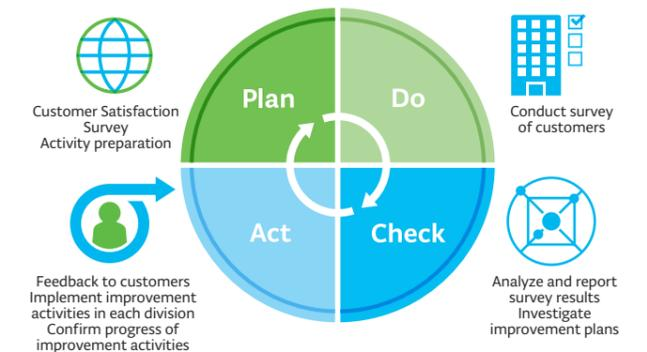 Plan
Customer Satisfaction
Survey
Activity preparation
Do
Conduct survey
of customers
Check
Analyze and report
survey results
Investigate
improvement plans
Act
Feedback to customers
Implement improvement
activities in each division
Confirm progress of
improvement activities